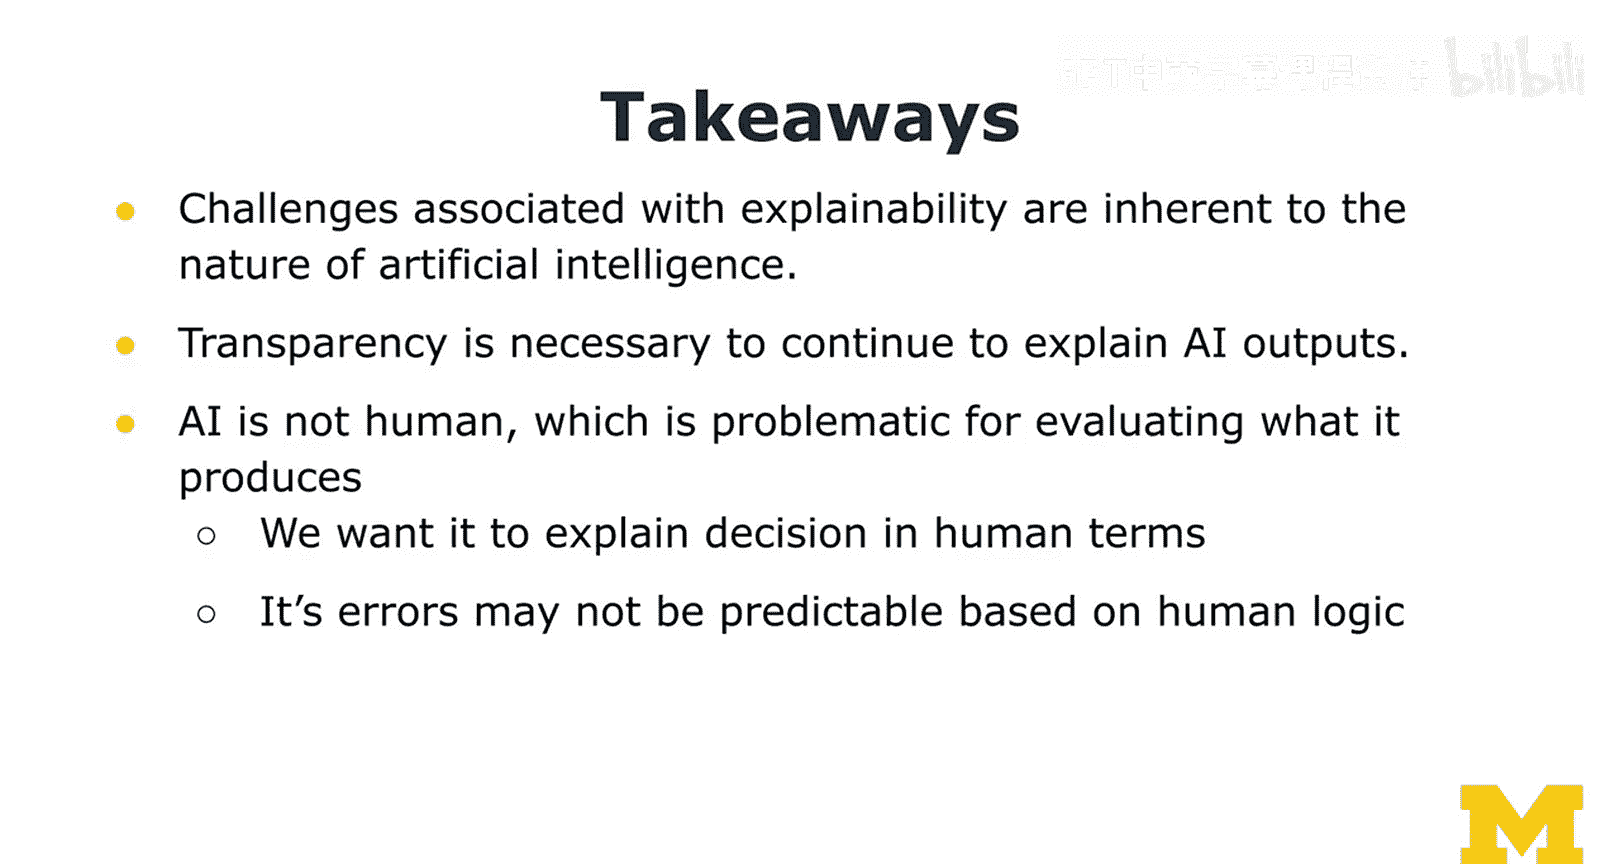 Takeaways
● Challenges associated with explainability are inherent to the
nature of artificial intelligence.
● Transparency is necessary to continue to explain AI outputs.
● AI is not human, which is problematic for evaluating what it
produces
○ We want it to explain decision in human terms
○ It’s errors may not be predictable based on human logic
bilibili
M